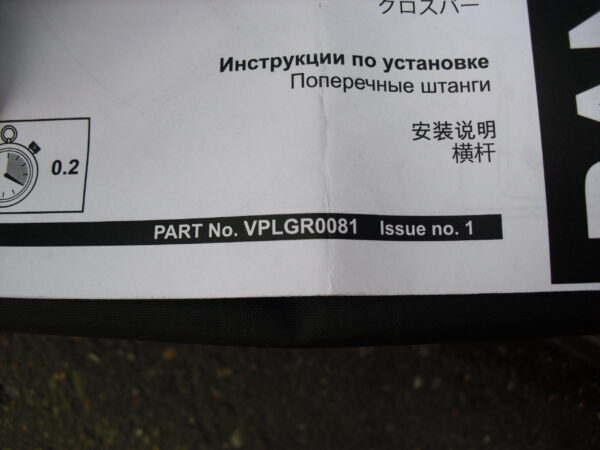 クロスバー
Инструкции по установке
Поперечные штанги
安装说明
横杆
0.2
PART No. VPLGR0081 Issue no. 1